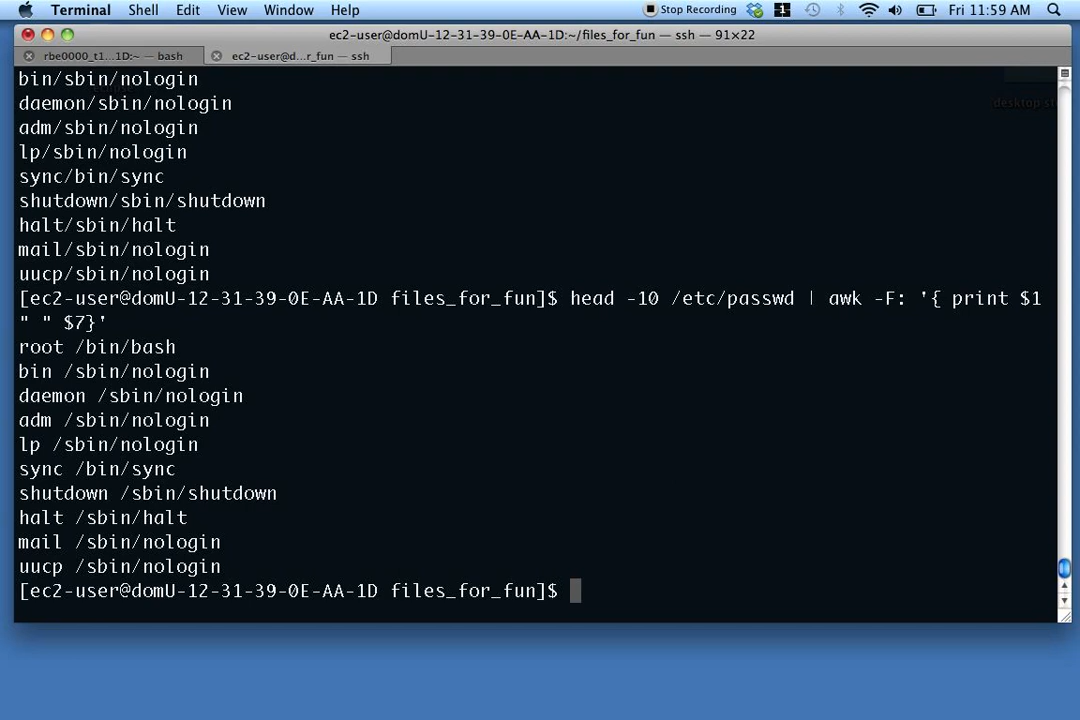 Terminal Shell Edit View Window Help Stop Recording 1 Fri 11:59 AM
ec2-user@domU-12-31-39-0E-AA-1D:~/files_for_fun — ssh — 91×22
rbe0000_t1...1D:~ — bash ec2-user@d...r_fun — ssh
bin/sbin/nologin
daemon/sbin/nologin
adm/sbin/nologin
lp/sbin/nologin
sync/bin/sync
shutdown/sbin/shutdown
halt/sbin/halt
mail/sbin/nologin
uucp/sbin/nologin
[ec2-user@domU-12-31-39-0E-AA-1D files_for_fun]$ head -10 /etc/passwd | awk -F: '{ print $1
" " $7}'
root /bin/bash
bin /sbin/nologin
daemon /sbin/nologin
adm /sbin/nologin
lp /sbin/nologin
sync /bin/sync
shutdown /sbin/shutdown
halt /sbin/halt
mail /sbin/nologin
uucp /sbin/nologin
[ec2-user@domU-12-31-39-0E-AA-1D files_for_fun]$